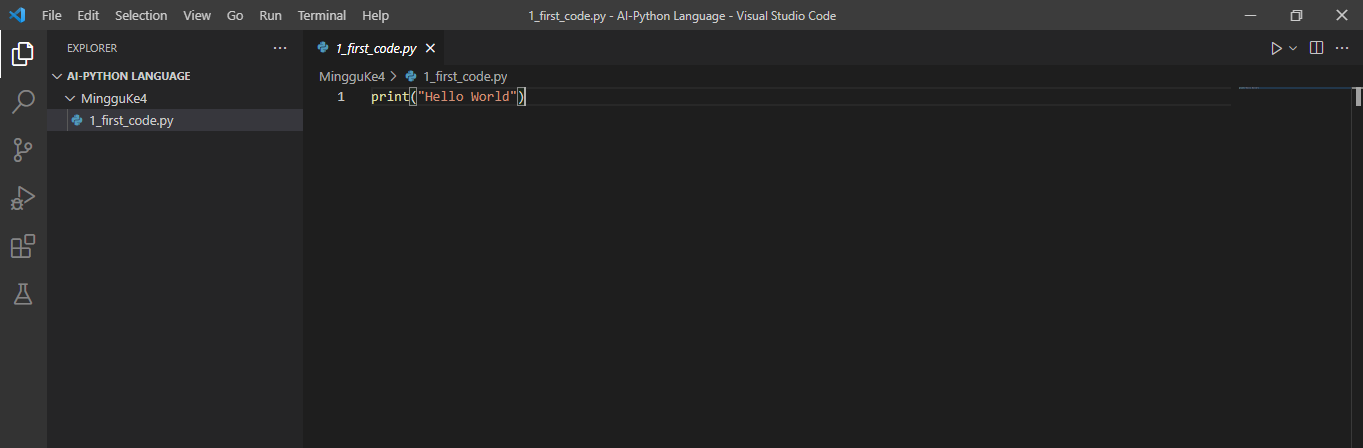 File Edit Selection View Go Run Terminal Help 1_first_code.py - AI-Python Language - Visual Studio Code
EXPLORER
1_first_code.py
AI-PYTHON LANGUAGE
MingguKe4 > 1_first_code.py
MingguKe4
1 print("Hello World")
1_first_code.py